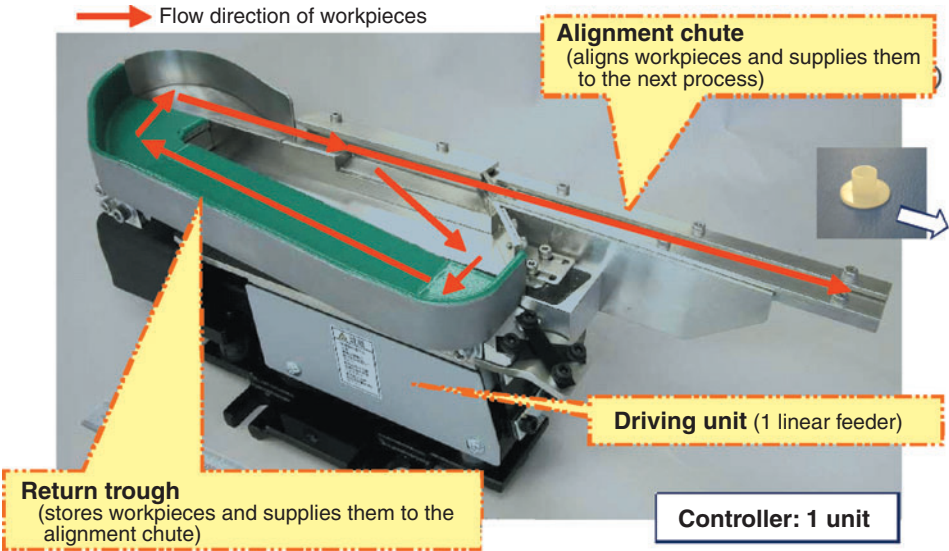 Flow direction of workpieces
Alignment chute
(aligns workpieces and supplies them
to the next process)
Driving unit (1 linear feeder)
Return trough
(stores workpieces and supplies them to the
alignment chute)
Controller: 1 unit